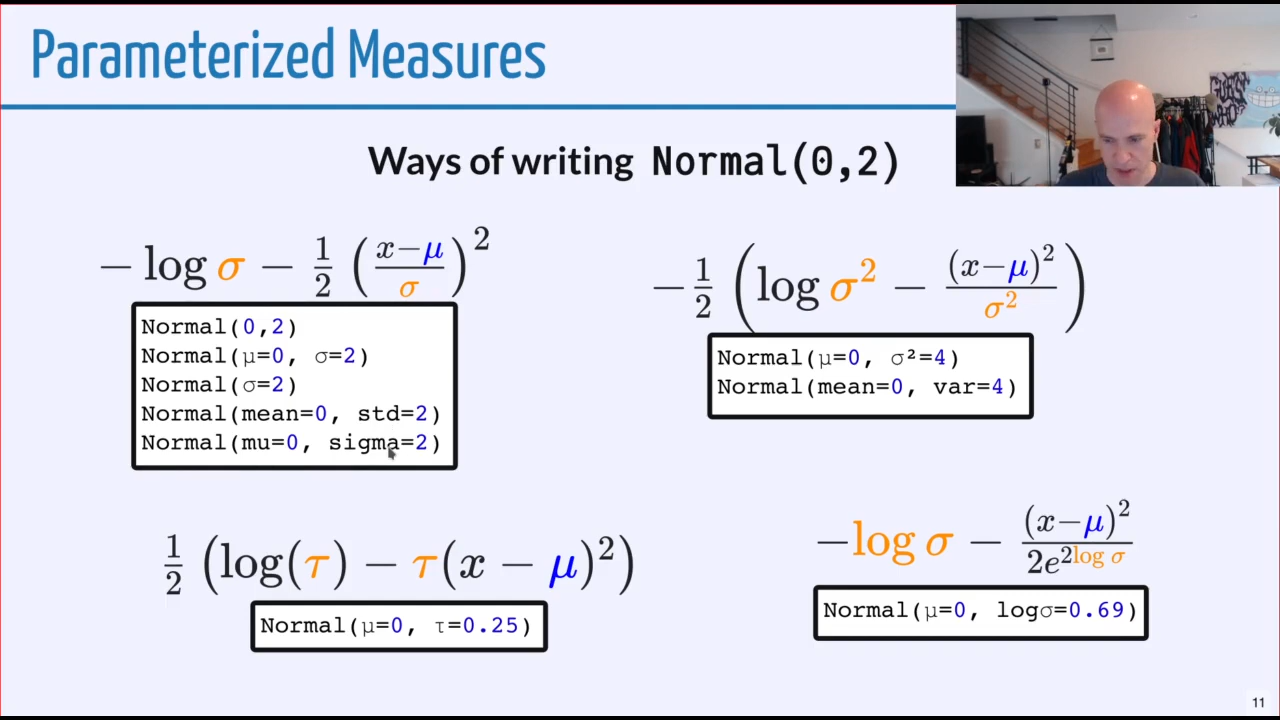 Parameterized Measures
Ways of writing Normal(0,2)
− log σ − 1/2 ((x−μ)/σ)^2
Normal(0,2)
Normal(μ=0, σ=2)
Normal(σ=2)
Normal(mean=0, std=2)
Normal(mu=0, sigma=2)
−1/2 (log σ² − (x−μ)²/σ²)
Normal(μ=0, σ²=4)
Normal(mean=0, var=4)
1/2 (log(τ) − τ(x − μ)²)
Normal(μ=0, τ=0.25)
−log σ − (x−μ)²/2e^(2log σ)
Normal(μ=0, logσ=0.69)
11